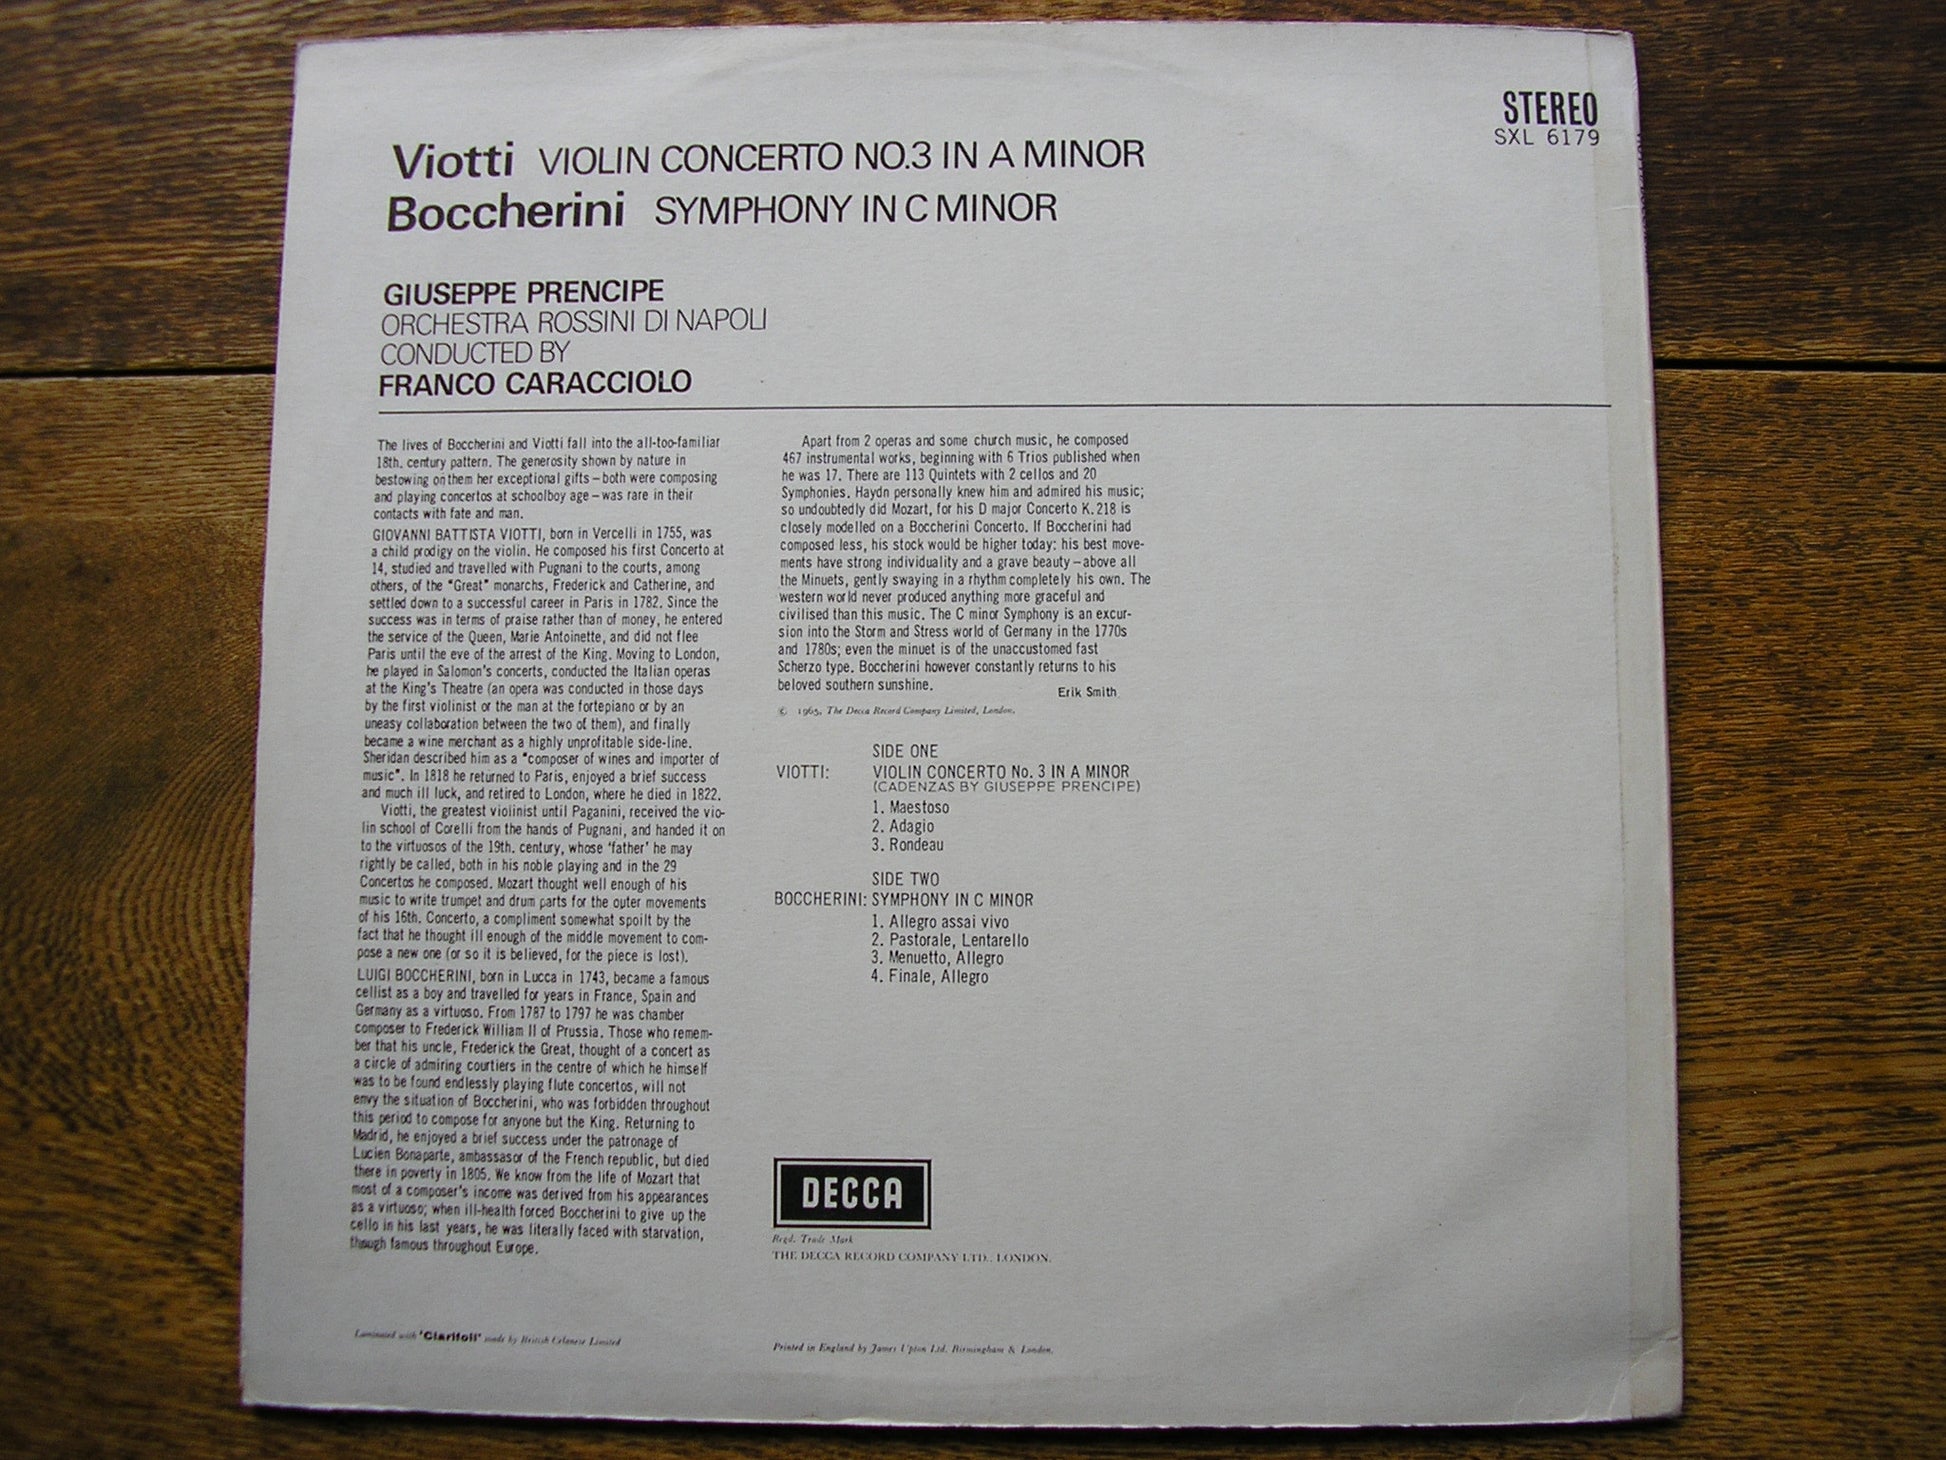 STEREO
SXL 6179
Viotti VIOLIN CONCERTO NO.3 IN A MINOR
Boccherini SYMPHONY IN C MINOR
GIUSEPPE PRENCIPE
ORCHESTRA ROSSINI DI NAPOLI
CONDUCTED BY
FRANCO CARACCIOLO
The lives of Boccherini and Viotti fall into the all-too-familiar
18th. century pattern. The generosity shown by nature in
bestowing on them her exceptional gifts – both were composing
and playing concertos at schoolboy age – was rare in their
contacts with fate and man.
GIOVANNI BATTISTA VIOTTI, born in Vercelli in 1755, was
a child prodigy on the violin. He composed his first Concerto at
14, studied and travelled with Pugnani to the courts, among
others, of the "Great" monarchs, Frederick and Catherine, and
settled down to a successful career in Paris in 1782. Since the
success was in terms of praise rather than of money, he entered
the service of the Queen, Marie Antoinette, and did not flee
Paris until the eve of the arrest of the King. Moving to London,
he played in Salomon's concerts, conducted the Italian operas
at the King's Theatre (an opera was conducted in those days
by the first violinist or the man at the fortepiano or by an
uneasy collaboration between the two of them), and finally
became a wine merchant as a highly unprofitable side-line.
Sheridan described him as a "composer of wines and importer of
music". In 1818 he returned to Paris, enjoyed a brief success
and much ill luck, and retired to London, where he died in 1822.
Viotti, the greatest violinist until Paganini, received the vio-
lin school of Corelli from the hands of Pugnani, and handed it on
to the virtuosos of the 19th. century, whose 'father' he may
rightly be called, both in his noble playing and in the 29
Concertos he composed. Mozart thought well enough of his
music to write trumpet and drum parts for the outer movements
of his 16th. Concerto, a compliment somewhat spoilt by the
fact that he thought ill enough of the middle movement to com-
pose a new one (or so it is believed, for the piece is lost).
LUIGI BOCCHERINI, born in Lucca in 1743, became a famous
cellist as a boy and travelled for years in France, Spain and
Germany as a virtuoso. From 1787 to 1797 he was chamber
composer to Frederick William II of Prussia. Those who remem-
ber that his uncle, Frederick the Great, thought of a concert as
a circle of admiring courtiers in the centre of which he himself
was to be found endlessly playing flute concertos, will not
envy the situation of Boccherini, who was forbidden throughout
this period to compose for anyone but the King. Returning to
Madrid, he enjoyed a brief success under the patronage of
Lucien Bonaparte, ambassasor of the French republic, but died
there in poverty in 1805. We know from the life of Mozart that
most of a composer's income was derived from his appearances
as a virtuoso; when ill-health forced Boccherini to give up the
cello in his last years, he was literally faced with starvation,
though famous throughout Europe.
Apart from 2 operas and some church music, he composed
467 instrumental works, beginning with 6 Trios published when
he was 17. There are 113 Quintets with 2 cellos and 20
Symphonies. Haydn personally knew him and admired his music;
so undoubtedly did Mozart, for his D major Concerto K.218 is
closely modelled on a Boccherini Concerto. If Boccherini had
composed less, his stock would be higher today: his best move-
ments have strong individuality and a grave beauty – above all
the Minuets, gently swaying in a rhythm completely his own. The
western world never produced anything more graceful and
civilised than this music. The C minor Symphony is an excur-
sion into the Storm and Stress world of Germany in the 1770s
and 1780s; even the minuet is of the unaccustomed fast
Scherzo type. Boccherini however constantly returns to his
beloved southern sunshine.
Erik Smith
© 1965, The Decca Record Company Limited, London.
SIDE ONE
VIOTTI: VIOLIN CONCERTO No. 3 IN A MINOR
(CADENZAS BY GIUSEPPE PRENCIPE)
1. Maestoso
2. Adagio
3. Rondeau
SIDE TWO
BOCCHERINI: SYMPHONY IN C MINOR
1. Allegro assai vivo
2. Pastorale, Lentarello
3. Menuetto, Allegro
4. Finale, Allegro
DECCA
Regd. Trade Mark
THE DECCA RECORD COMPANY LTD., LONDON.
Laminated with 'Clarifoil' made by British Celanese Limited
Printed in England by James Upton Ltd. Birmingham & London.